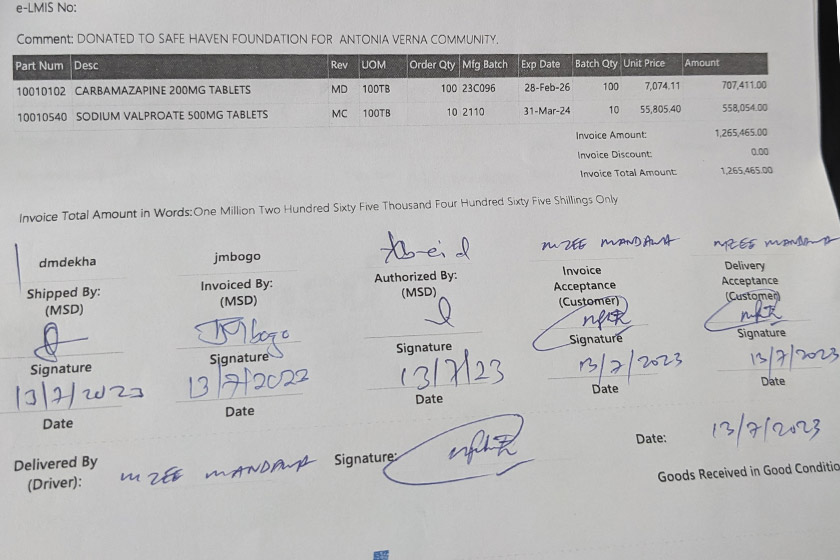 e-LMIS No:
Comment: DONATED TO SAFE HAVEN FOUNDATION FOR ANTONIA VERNA COMMUNITY.
Part Num Desc Rev UOM Order Qty Mfg Batch Exp Date Batch Qty Unit Price Amount
10010102 CARBAMAZAPINE 200MG TABLETS MD 100TB 100 23C096 28-Feb-26 100 7,074.11 707,411.00
10010540 SODIUM VALPROATE 500MG TABLETS MC 100TB 10 2110 31-Mar-24 10 55,805.40 558,054.00
Invoice Amount: 1,265,465.00
Invoice Discount: 0.00
Invoice Total Amount: 1,265,465.00
Invoice Total Amount in Words:One Million Two Hundred Sixty Five Thousand Four Hundred Sixty Five Shillings Only
dmdekha jmbogo MZEE MANDAWA MZEE MANDAWA
Shipped By: Invoiced By: Authorized By: Invoice Delivery
(MSD) (MSD) (MSD) Acceptance Acceptance
(Customer) (Customer)
Signature Signature Signature Signature Signature
13/7/2023 13/7/2022 13/7/23 13/7/2023 13/7/2023
Date Date Date Date Date
Delivered By MZEE MANDAWA Signature: Date: 13/7/2023
(Driver):
Goods Received in Good Conditio